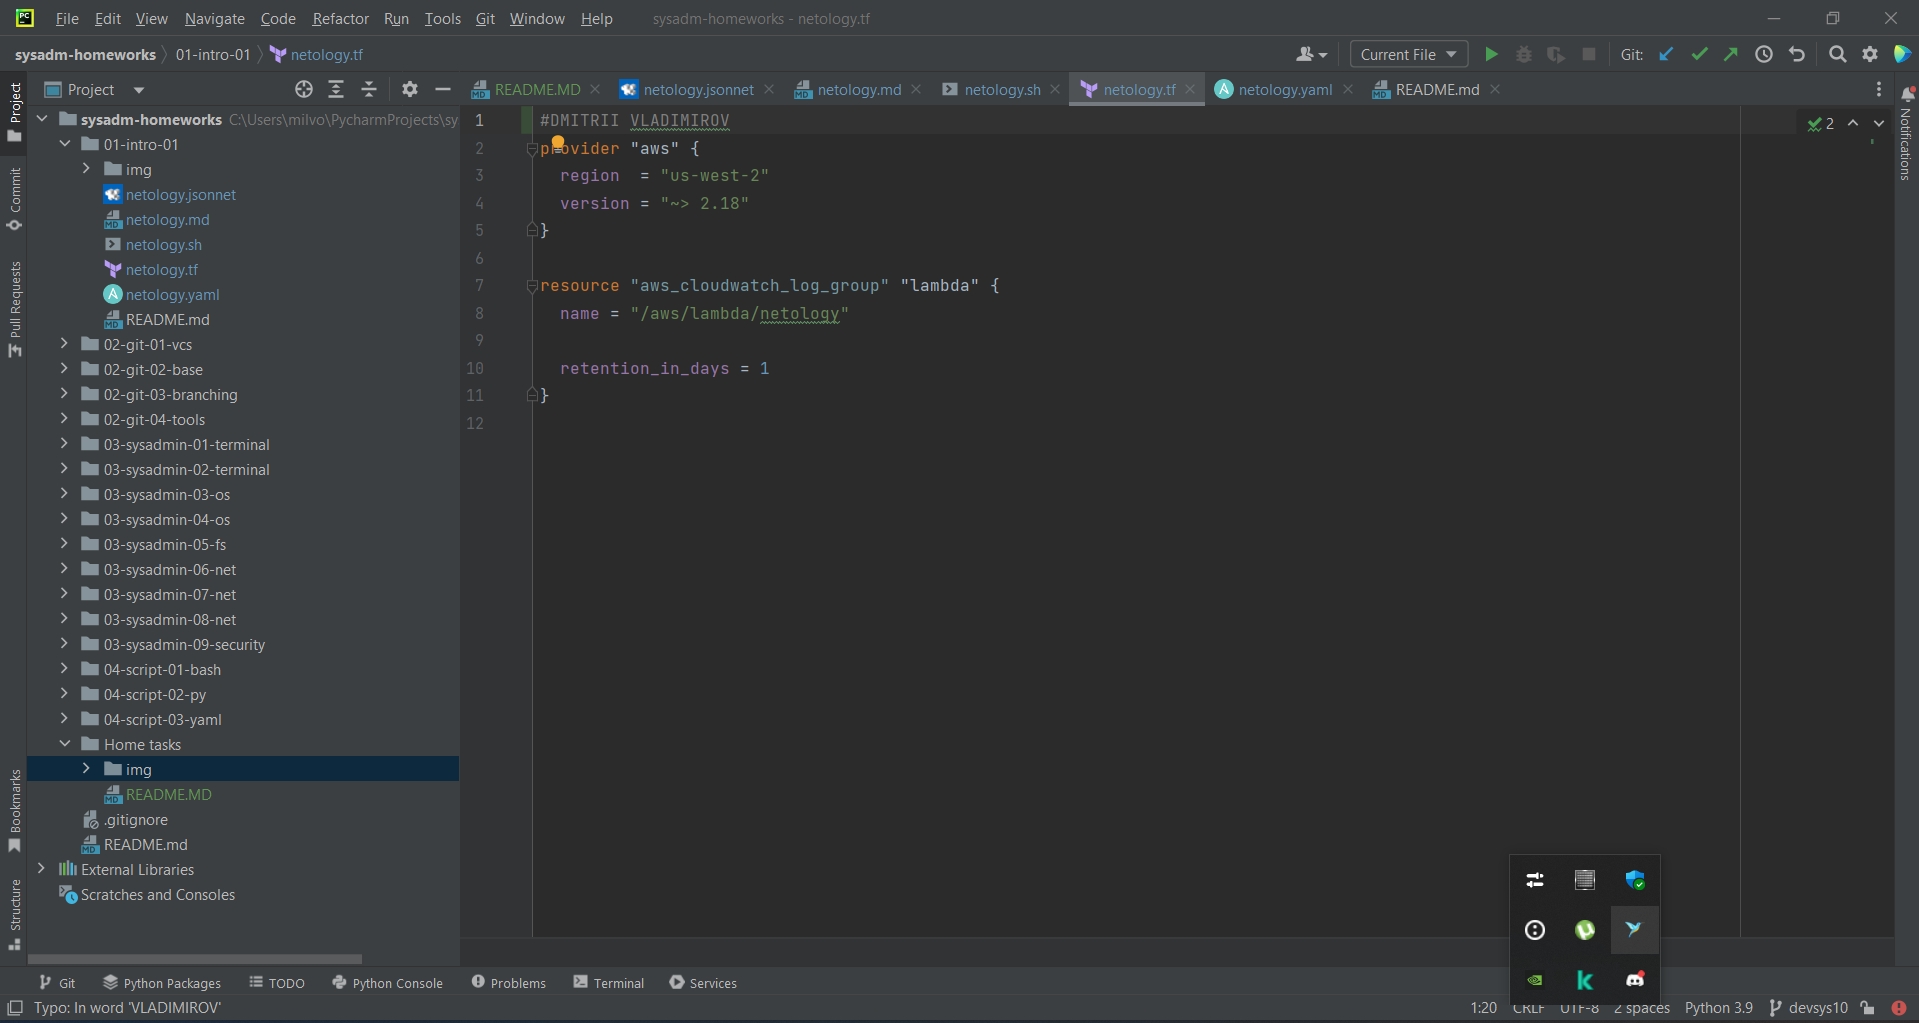 File Edit View Navigate Code Refactor Run Tools Git Window Help sysadm-homeworks - netology.tf
sysadm-homeworks 01-intro-01 netology.tf Current File Git:
Project README.MD netology.jsonnet netology.md netology.sh netology.tf netology.yaml README.md
Project
Commit
Pull Requests
Bookmarks
Structure
Notifications
sysadm-homeworks C:\Users\milvo\PycharmProjects\sy
01-intro-01
img
netology.jsonnet
netology.md
netology.sh
netology.tf
netology.yaml
README.md
02-git-01-vcs
02-git-02-base
02-git-03-branching
02-git-04-tools
03-sysadmin-01-terminal
03-sysadmin-02-terminal
03-sysadmin-03-os
03-sysadmin-04-os
03-sysadmin-05-fs
03-sysadmin-06-net
03-sysadmin-07-net
03-sysadmin-08-net
03-sysadmin-09-security
04-script-01-bash
04-script-02-py
04-script-03-yaml
Home tasks
img
README.MD
.gitignore
README.md
External Libraries
Scratches and Consoles
1 #DMITRII VLADIMIROV
2 provider "aws" {
3 region = "us-west-2"
4 version = "~> 2.18"
5 }
6
7 resource "aws_cloudwatch_log_group" "lambda" {
8 name = "/aws/lambda/netology"
9
10 retention_in_days = 1
11 }
12
2
Git Python Packages TODO Python Console Problems Terminal Services
Typo: In word 'VLADIMIROV' 1:20 CRLF UTF-8 2 spaces Python 3.9 devsys10